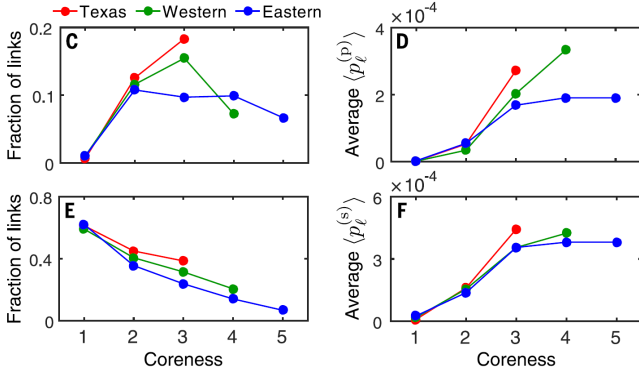 Texas Western Eastern
C
Fraction of links
0.2
0.1
0
D
×10^-4
Average ⟨p_ℓ^(p)⟩
4
2
0
E
Fraction of links
0.8
0.4
0
1 2 3 4 5
Coreness
F
×10^-4
Average ⟨p_ℓ^(s)⟩
6
3
0
1 2 3 4 5
Coreness